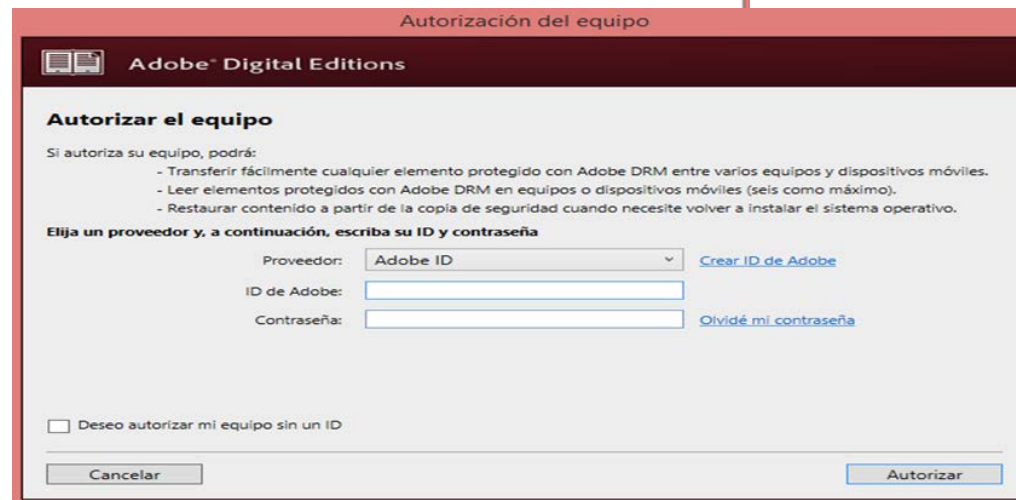 Autorización del equipo
Adobe® Digital Editions
Autorizar el equipo
Si autoriza su equipo, podrá:
- Transferir fácilmente cualquier elemento protegido con Adobe DRM entre varios equipos y dispositivos móviles.
- Leer elementos protegidos con Adobe DRM en equipos o dispositivos móviles (seis como máximo).
- Restaurar contenido a partir de la copia de seguridad cuando necesite volver a instalar el sistema operativo.
Elija un proveedor y, a continuación, escriba su ID y contraseña
Proveedor: Adobe ID Crear ID de Adobe
ID de Adobe:
Contraseña: Olvidé mi contraseña
Deseo autorizar mi equipo sin un ID
Cancelar Autorizar